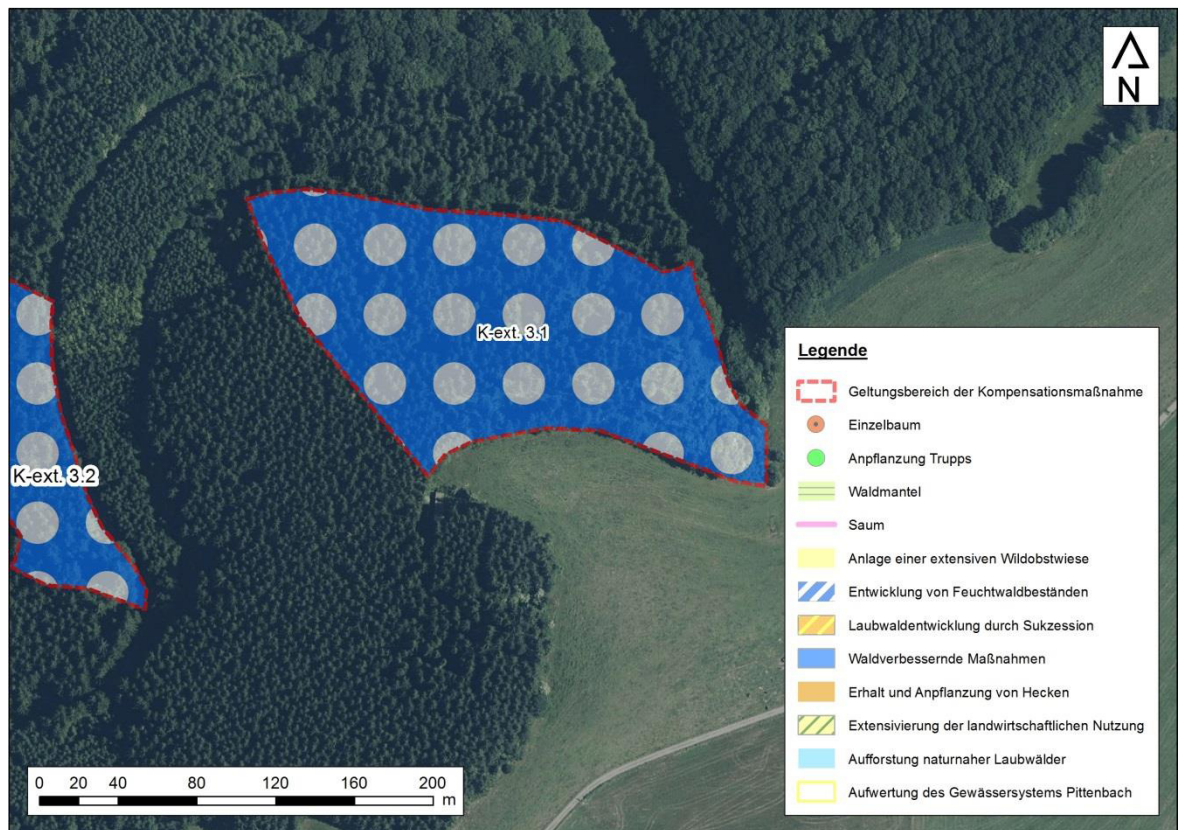 N
K-ext. 3.1
K-ext. 3.2
Legende
Geltungsbereich der Kompensationsmaßnahme
Einzelbaum
Anpflanzung Trupps
Waldmantel
Saum
Anlage einer extensiven Wildobstwiese
Entwicklung von Feuchtwaldbeständen
Laubwaldentwicklung durch Sukzession
Waldverbessernde Maßnahmen
Erhalt und Anpflanzung von Hecken
Extensivierung der landwirtschaftlichen Nutzung
Aufforstung naturnaher Laubwälder
Aufwertung des Gewässersystems Pittenbach
0 20 40 80 120 160 200
m